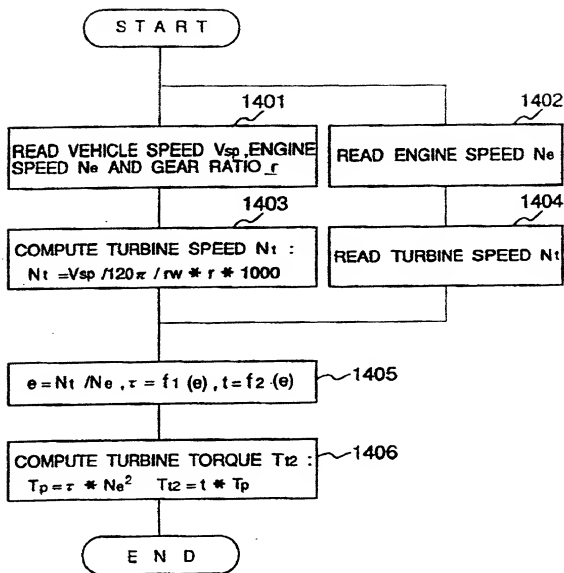 START
1401
READ VEHICLE SPEED Vsp, ENGINE
SPEED Ne AND GEAR RATIO r
1402
READ ENGINE SPEED Ne
1403
COMPUTE TURBINE SPEED Nt :
Nt = Vsp / 120π / rw * r * 1000
1404
READ TURBINE SPEED Nt
e = Nt / Ne , τ = f1 (e) , t = f2 · (e)
1405
COMPUTE TURBINE TORQUE Tt2 :
Tp = τ * Ne² Tt2 = t * Tp
1406
END